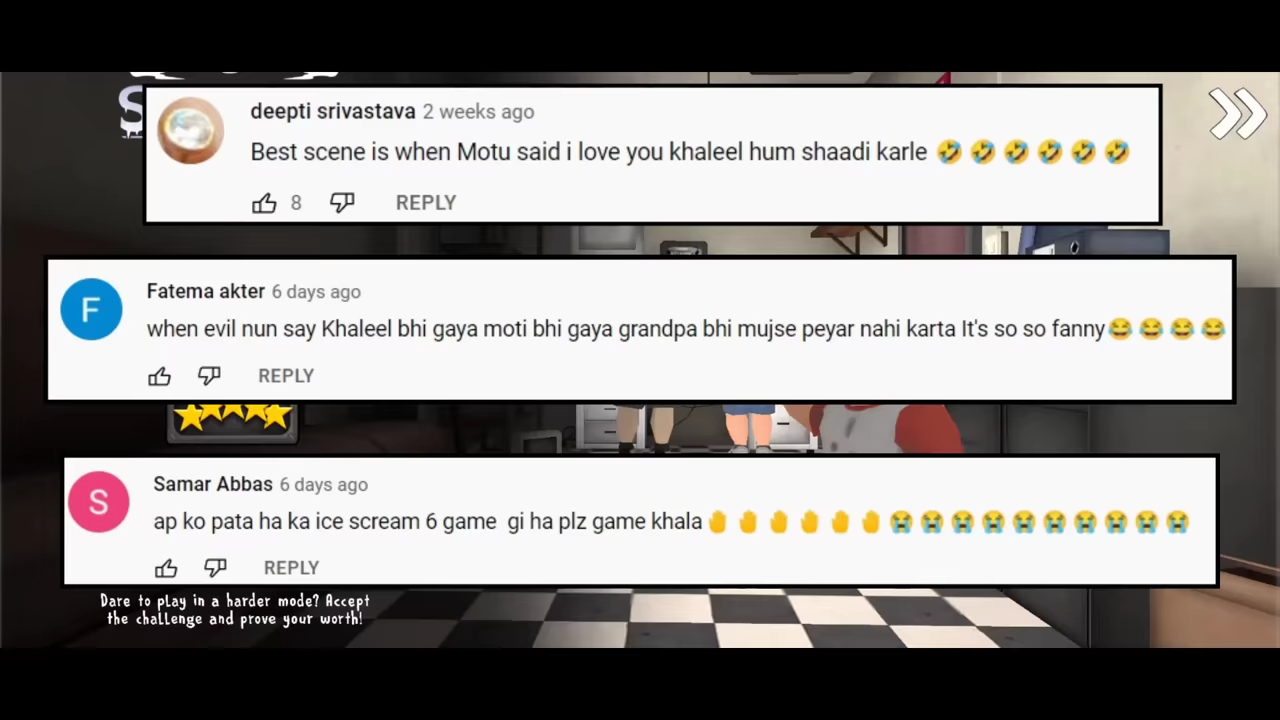 S
deepti srivastava 2 weeks ago
Best scene is when Motu said i love you khaleel hum shaadi karle 🤣🤣🤣🤣🤣🤣
8 REPLY
F
Fatema akter 6 days ago
when evil nun say Khaleel bhi gaya moti bhi gaya grandpa bhi mujse peyar nahi karta It's so so fanny😂😂😂😂
REPLY
S
Samar Abbas 6 days ago
ap ko pata ha ka ice scream 6 game gi ha plz game khala🤚🤚🤚🤚🤚🤚😭😭😭😭😭😭😭😭😭😭
REPLY
Dare to play in a harder mode? Accept
the challenge and prove your worth!